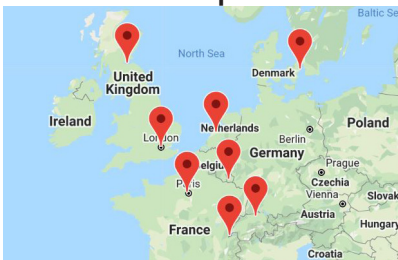 Baltic Se
North Sea
Denmark
United
Kingdom
Ireland
London
Netherlands
Berlin
Poland
Belgiu
Germany
Prague
Paris
Czechia
Vienna
Slovak
Austria
France
Hungary
Croatia